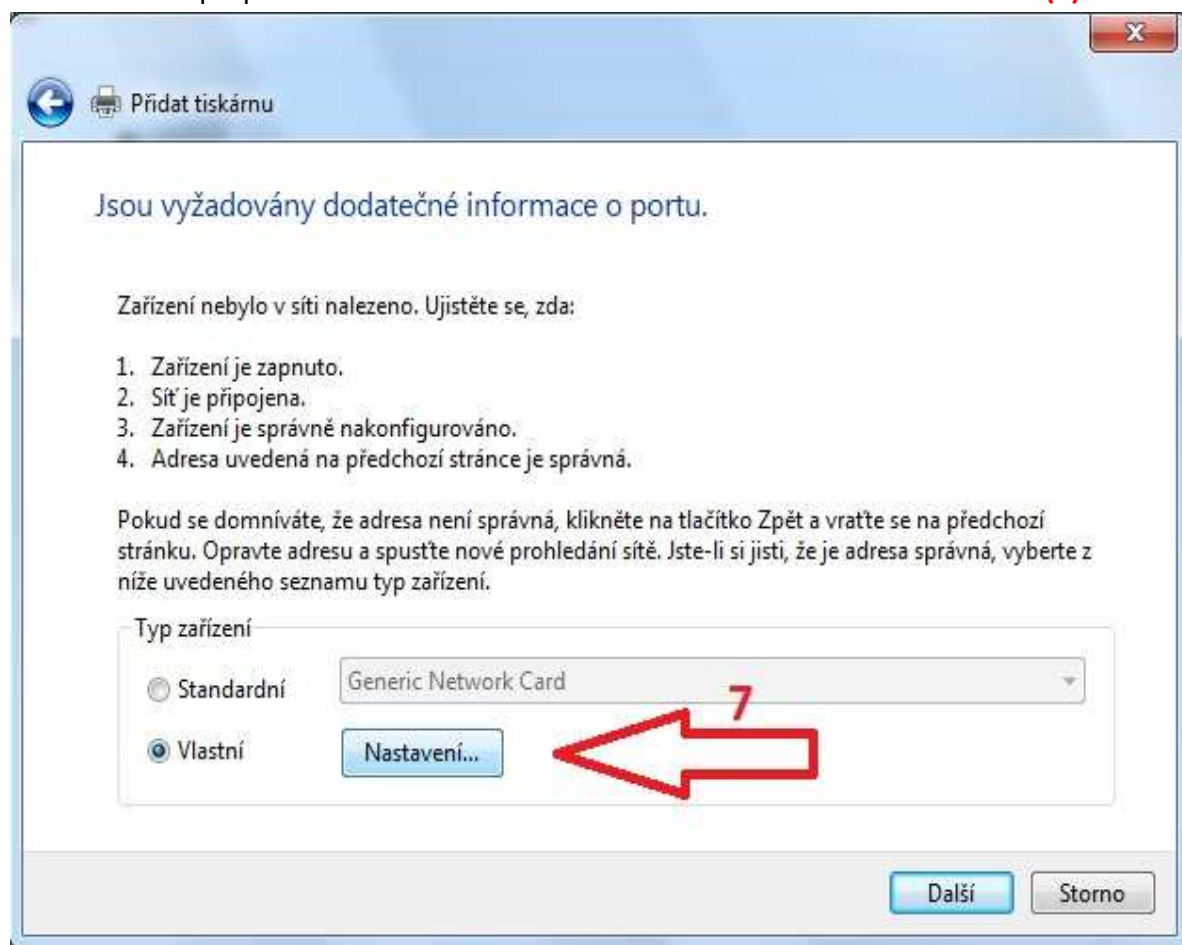 Přidat tiskárnu
Jsou vyžadovány dodatečné informace o portu.
Zařízení nebylo v síti nalezeno. Ujistěte se, zda:
1. Zařízení je zapnuto.
2. Síť je připojena.
3. Zařízení je správně nakonfigurováno.
4. Adresa uvedená na předchozí stránce je správná.
Pokud se domníváte, že adresa není správná, klikněte na tlačítko Zpět a vraťte se na předchozí
stránku. Opravte adresu a spusťte nové prohledání sítě. Jste-li si jisti, že je adresa správná, vyberte z
níže uvedeného seznamu typ zařízení.
Typ zařízení
Standardní Generic Network Card
7
Vlastní Nastavení...
Další Storno